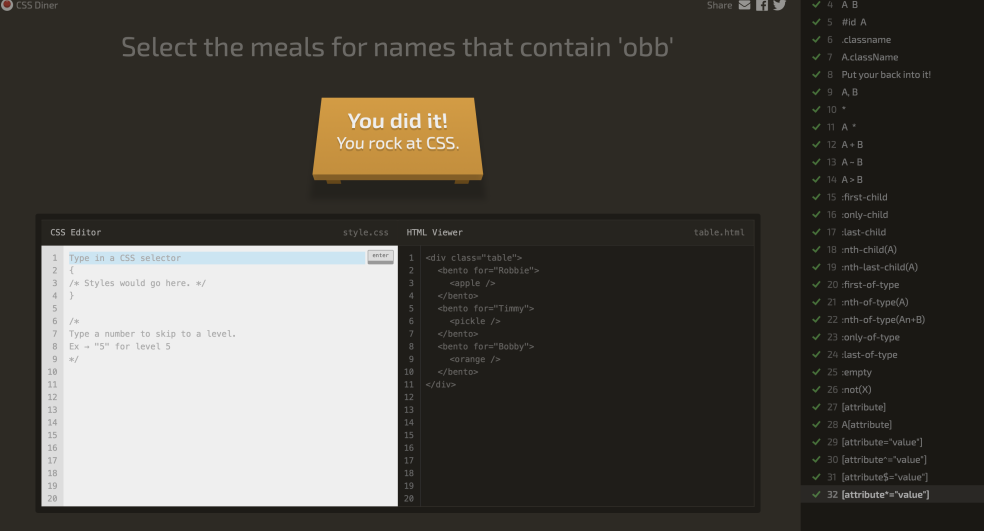 CSS Diner
Share
Select the meals for names that contain 'obb'
You did it!
You rock at CSS.
CSS Editor style.css
1 Type in a CSS selector enter
2 {
3 /* Styles would go here. */
4 }
5
6 /*
7 Type a number to skip to a level.
8 Ex → "5" for level 5
9 */
10
11
12
13
14
15
16
17
18
19
20
HTML Viewer table.html
1 <div class="table">
2 <bento for="Robbie">
3 <apple />
4 </bento>
5 <bento for="Timmy">
6 <pickle />
7 </bento>
8 <bento for="Bobby">
9 <orange />
10 </bento>
11 </div>
12
13
14
15
16
17
18
19
20
✓ 4 A B
✓ 5 #id A
✓ 6 .classname
✓ 7 A.className
✓ 8 Put your back into it!
✓ 9 A, B
✓ 10 *
✓ 11 A *
✓ 12 A + B
✓ 13 A ~ B
✓ 14 A > B
✓ 15 :first-child
✓ 16 :only-child
✓ 17 :last-child
✓ 18 :nth-child(A)
✓ 19 :nth-last-child(A)
✓ 20 :first-of-type
✓ 21 :nth-of-type(A)
✓ 22 :nth-of-type(An+B)
✓ 23 :only-of-type
✓ 24 :last-of-type
✓ 25 :empty
✓ 26 :not(X)
✓ 27 [attribute]
✓ 28 A[attribute]
✓ 29 [attribute="value"]
✓ 30 [attribute^="value"]
✓ 31 [attribute$="value"]
✓ 32 [attribute*="value"]